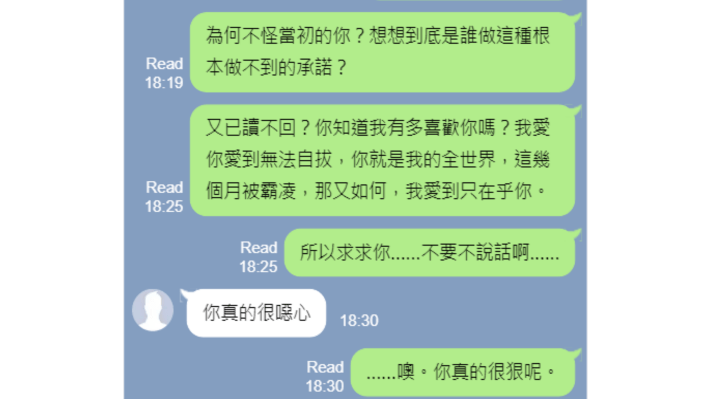 為何不怪當初的你？想想到底是誰做這種根
本做不到的承諾？
Read
18:19
又已讀不回？你知道我有多喜歡你嗎？我愛
你愛到無法自拔，你就是我的全世界，這幾
個月被霸凌，那又如何，我愛到只在乎你。
Read
18:25
所以求求你......不要不說話啊......
Read
18:25
你真的很噁心
18:30
......噢。你真的很狠呢。
Read
18:30